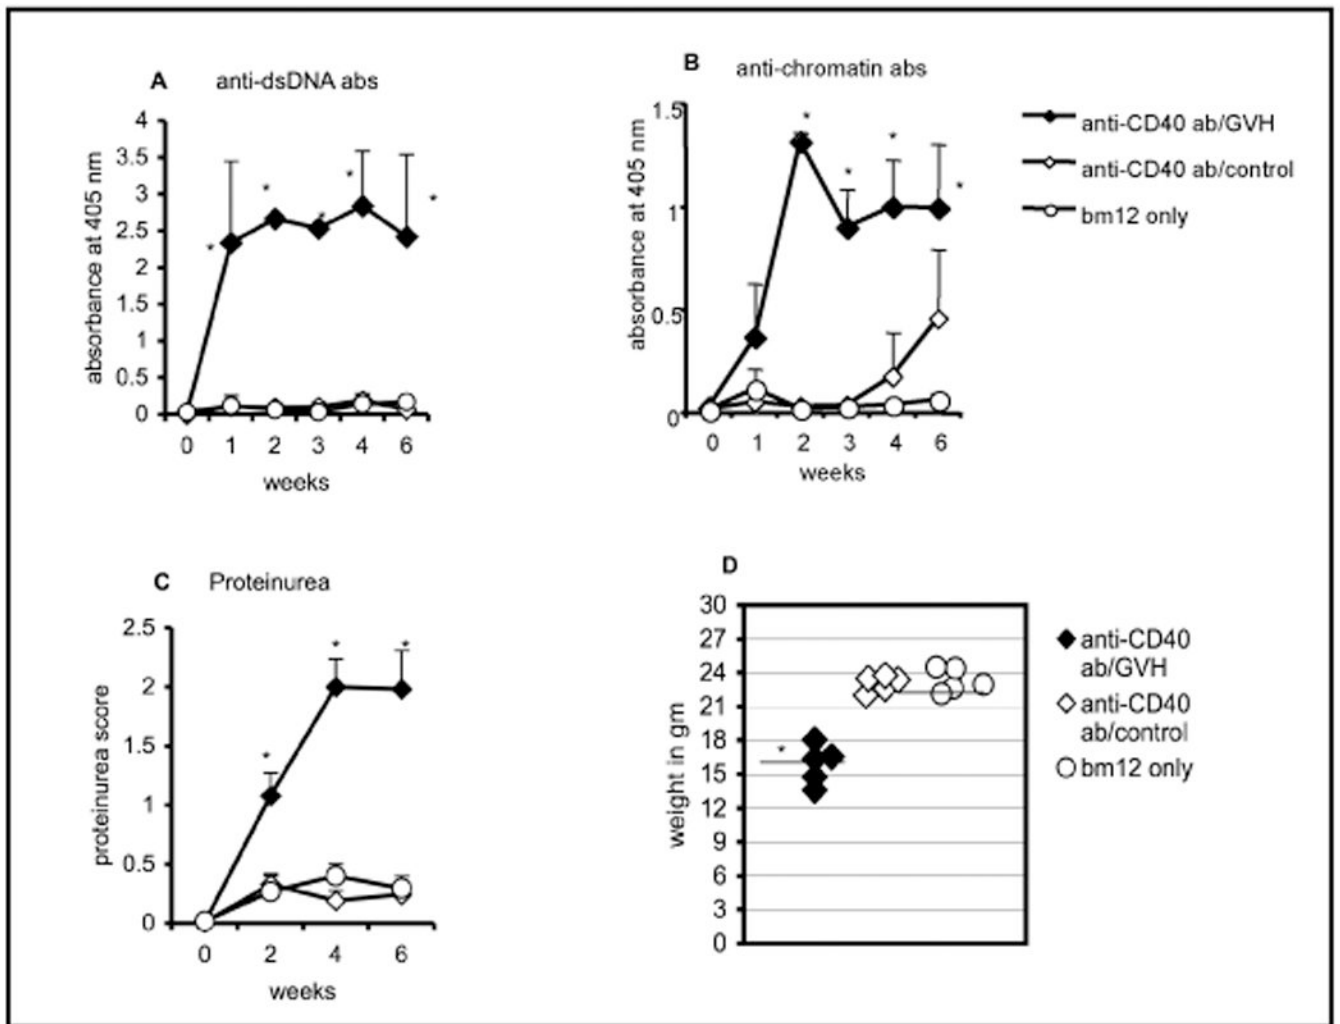 A anti-dsDNA abs
absorbance at 405 nm
4
3.5
3
2.5
2
1.5
1
0.5
0
0 1 2 3 4 6
weeks
* * * * *
B anti-chromatin abs
absorbance at 405 nm
1.5
1
0.5
0
0 1 2 3 4 6
weeks
* * * *
anti-CD40 ab/GVH
anti-CD40 ab/control
bm12 only
C Proteinurea
proteinurea score
2.5
2
1.5
1
0.5
0
0 2 4 6
weeks
* * *
D
weight in gm
30
27
24
21
18
15
12
9
6
3
0
*
anti-CD40
ab/GVH
anti-CD40
ab/control
bm12 only